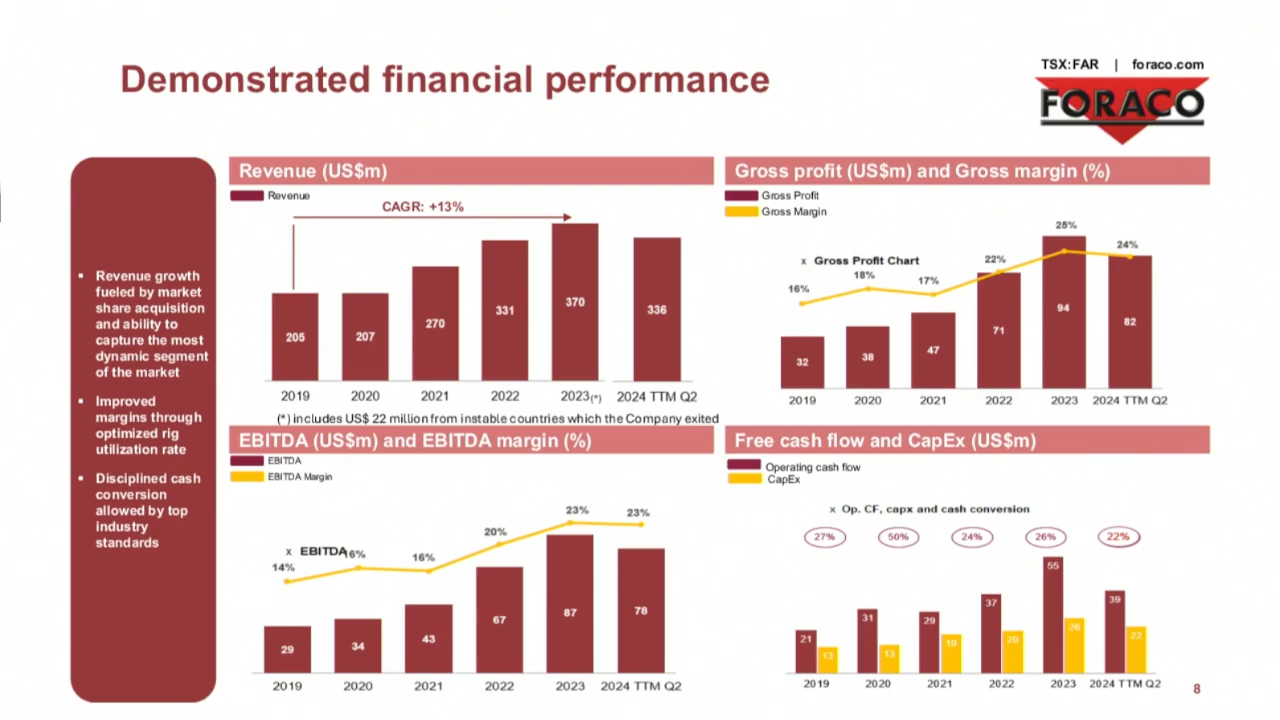 Demonstrated financial performance
TSX:FAR | foraco.com
FORACO
▪ Revenue growth
fueled by market
share acquisition
and ability to
capture the most
dynamic segment
of the market
▪ Improved
margins through
optimized rig
utilization rate
▪ Disciplined cash
conversion
allowed by top
industry
standards
Revenue (US$m)
Revenue
CAGR: +13%
205 207 270 331 370 336
2019 2020 2021 2022 2023(*) 2024 TTM Q2
(*) includes US$ 22 million from instable countries which the Company exited
Gross profit (US$m) and Gross margin (%)
Gross Profit
Gross Margin
x Gross Profit Chart
16% 18% 17% 22% 25% 24%
32 38 47 71 94 82
2019 2020 2021 2022 2023 2024 TTM Q2
EBITDA (US$m) and EBITDA margin (%)
EBITDA
EBITDA Margin
x EBITDA
14% 16% 16% 20% 23% 23%
29 34 43 67 87 78
2019 2020 2021 2022 2023 2024 TTM Q2
Free cash flow and CapEx (US$m)
Operating cash flow
CapEx
x Op. CF, capx and cash conversion
27% 50% 24% 26% 22%
21 13 31 13 29 19 37 20 55 26 39 22
2019 2020 2021 2022 2023 2024 TTM Q2
8